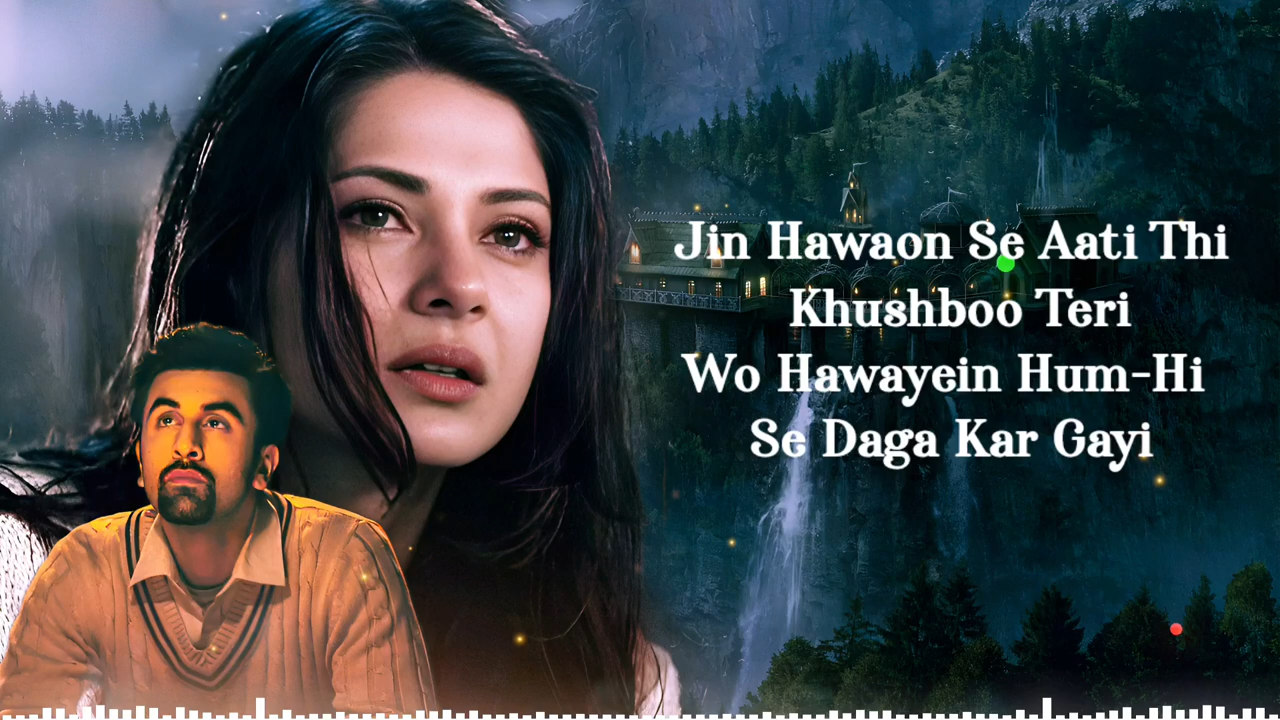 Jin Hawaon Se Aati Thi
Khushboo Teri
Wo Hawayein Hum-Hi
Se Daga Kar Gayi